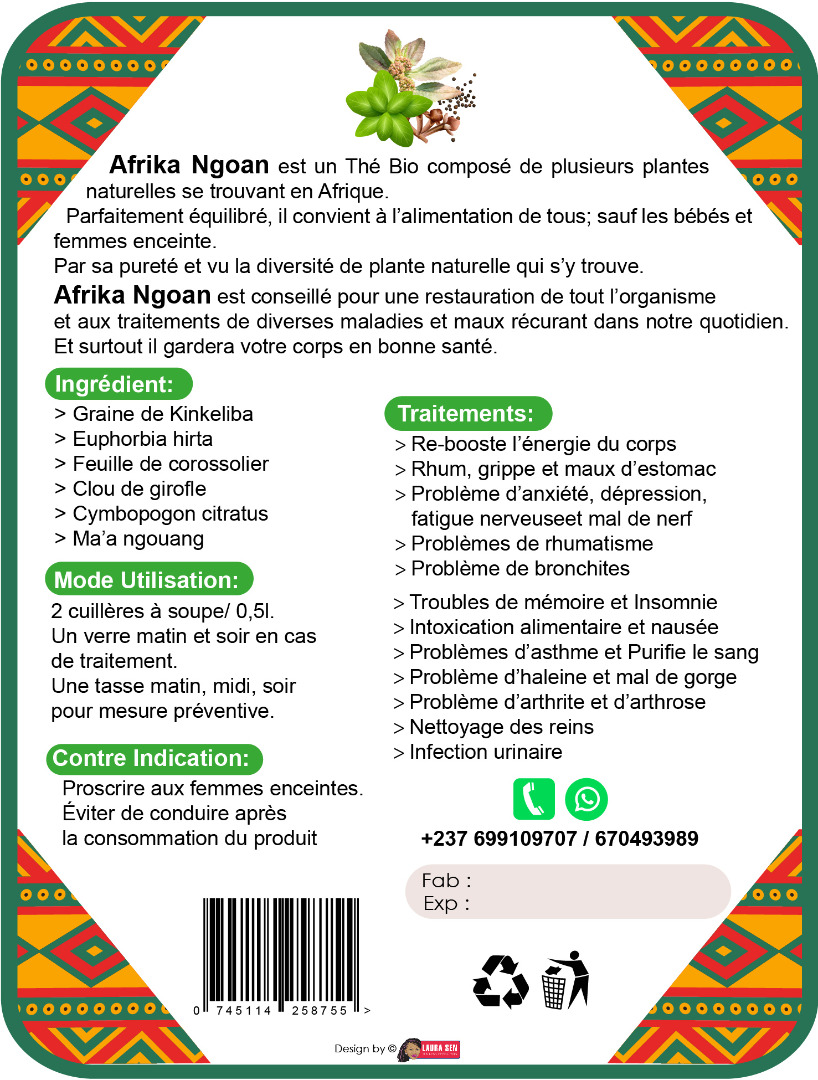 Afrika Ngoan est un Thé Bio composé de plusieurs plantes
naturelles se trouvant en Afrique.
Parfaitement équilibré, il convient à l’alimentation de tous; sauf les bébés et
femmes enceinte.
Par sa pureté et vu la diversité de plante naturelle qui s’y trouve.
Afrika Ngoan est conseillé pour une restauration de tout l’organisme
et aux traitements de diverses maladies et maux récurant dans notre quotidien.
Et surtout il gardera votre corps en bonne santé.
Ingrédient:
> Graine de Kinkeliba
> Euphorbia hirta
> Feuille de corossolier
> Clou de girofle
> Cymbopogon citratus
> Ma’a ngouang
Mode Utilisation:
2 cuillères à soupe/ 0,5l.
Un verre matin et soir en cas
de traitement.
Une tasse matin, midi, soir
pour mesure préventive.
Contre Indication:
Proscrire aux femmes enceintes.
Éviter de conduire après
la consommation du produit
Traitements:
> Re-booste l’énergie du corps
> Rhum, grippe et maux d’estomac
> Problème d’anxiété, dépression,
fatigue nerveuseet mal de nerf
> Problèmes de rhumatisme
> Problème de bronchites
> Troubles de mémoire et Insomnie
> Intoxication alimentaire et nausée
> Problèmes d’asthme et Purifie le sang
> Problème d’haleine et mal de gorge
> Problème d’arthrite et d’arthrose
> Nettoyage des reins
> Infection urinaire
+237 699109707 / 670493989
Fab :
Exp :
0 745114 258755 >
Design by © LAURA SEN